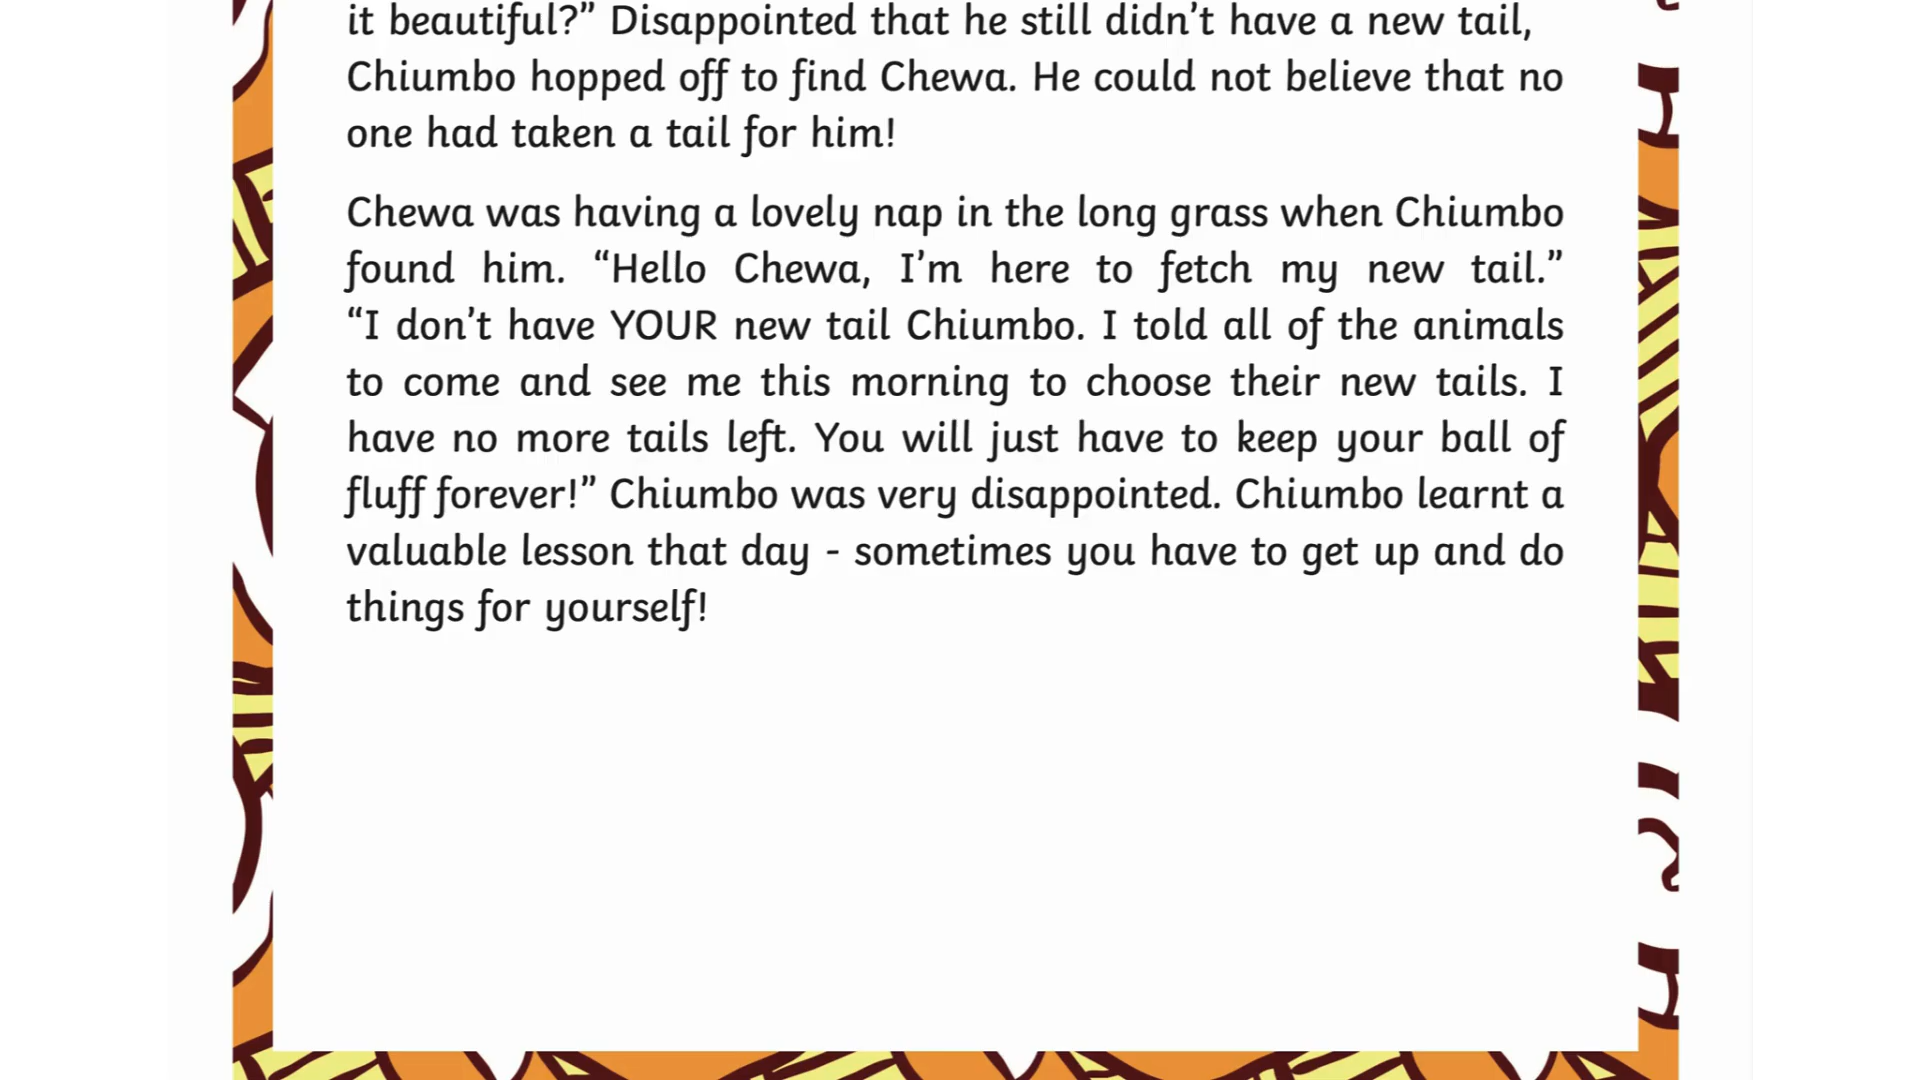 it beautiful?” Disappointed that he still didn’t have a new tail,
Chiumbo hopped off to find Chewa. He could not believe that no
one had taken a tail for him!
Chewa was having a lovely nap in the long grass when Chiumbo
found him. “Hello Chewa, I’m here to fetch my new tail.”
“I don’t have YOUR new tail Chiumbo. I told all of the animals
to come and see me this morning to choose their new tails. I
have no more tails left. You will just have to keep your ball of
fluff forever!” Chiumbo was very disappointed. Chiumbo learnt a
valuable lesson that day - sometimes you have to get up and do
things for yourself!